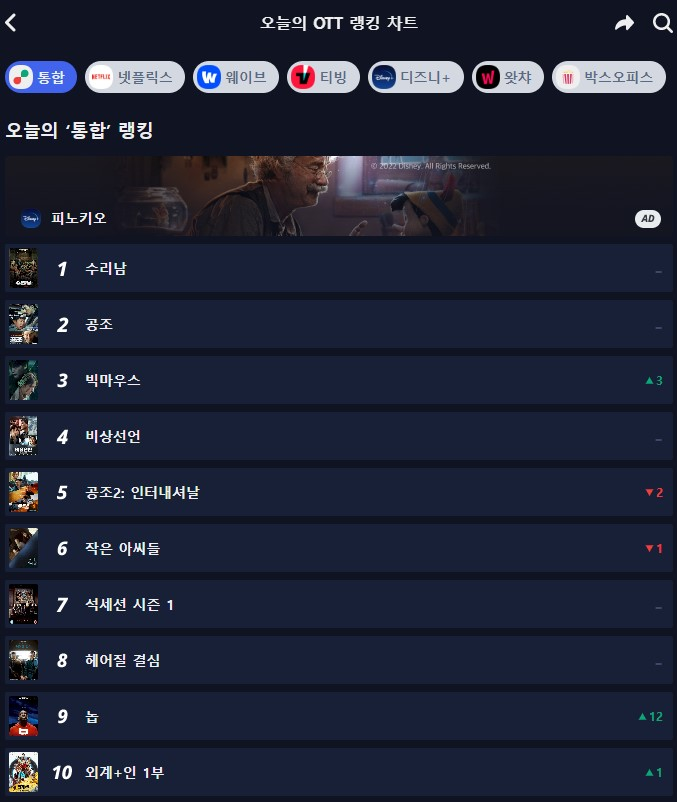 오늘의 OTT 랭킹 차트
통합 NETFLIX 넷플릭스 W 웨이브 티빙 Disney+ 디즈니+ W 왓챠 박스오피스
오늘의 ‘통합’ 랭킹
© 2022 Disney. All Rights Reserved.
Disney+ 피노키오 AD
1 수리남 –
2 공조 –
3 빅마우스 ▲3
4 비상선언 –
5 공조2: 인터내셔날 ▼2
6 작은 아씨들 ▼1
7 석세션 시즌 1 –
8 헤어질 결심 –
9 놉 ▲12
10 외계+인 1부 ▲1